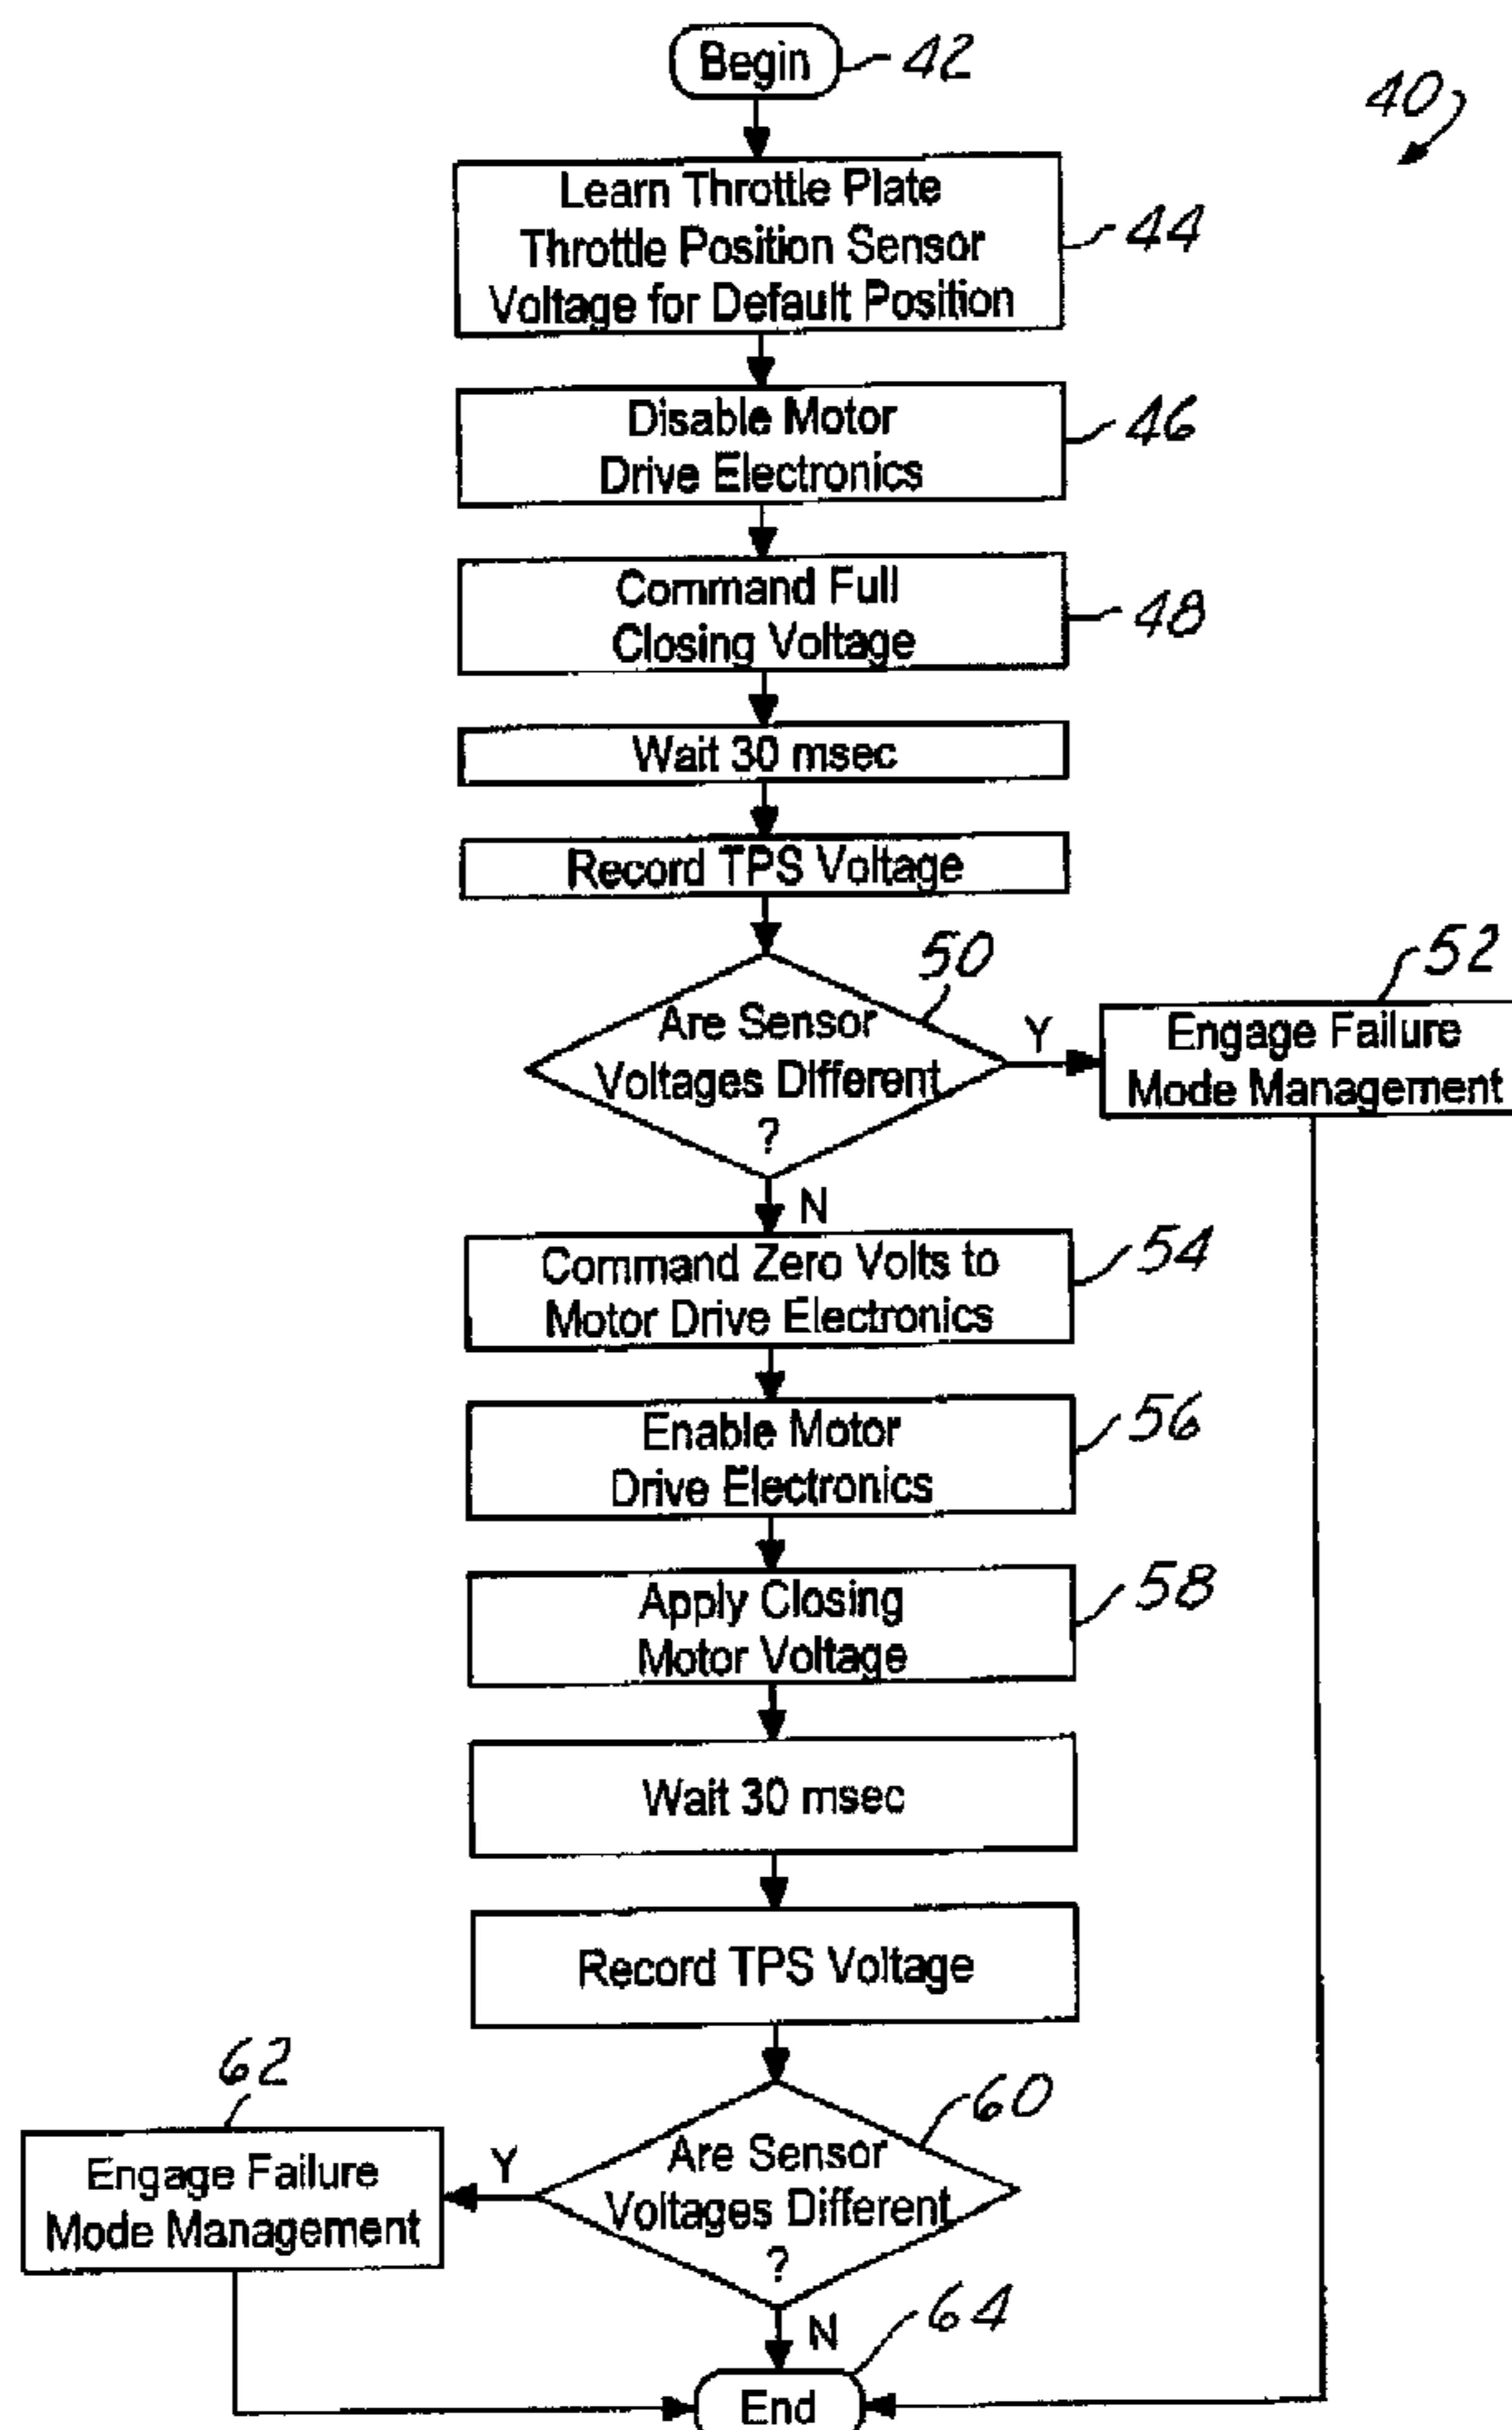 Begin
42
40
Learn Throttle Plate
Throttle Position Sensor
Voltage for Default Position
44
Disable Motor
Drive Electronics
46
Command Full
Closing Voltage
48
Wait 30 msec
Record TPS Voltage
50
Are Sensor
Voltages Different
?
Y
52
Engage Failure
Mode Management
N
Command Zero Volts to
Motor Drive Electronics
54
Enable Motor
Drive Electronics
56
Apply Closing
Motor Voltage
58
Wait 30 msec
Record TPS Voltage
60
Are Sensor
Voltages Different
?
Y
62
Engage Failure
Mode Management
N
64
End